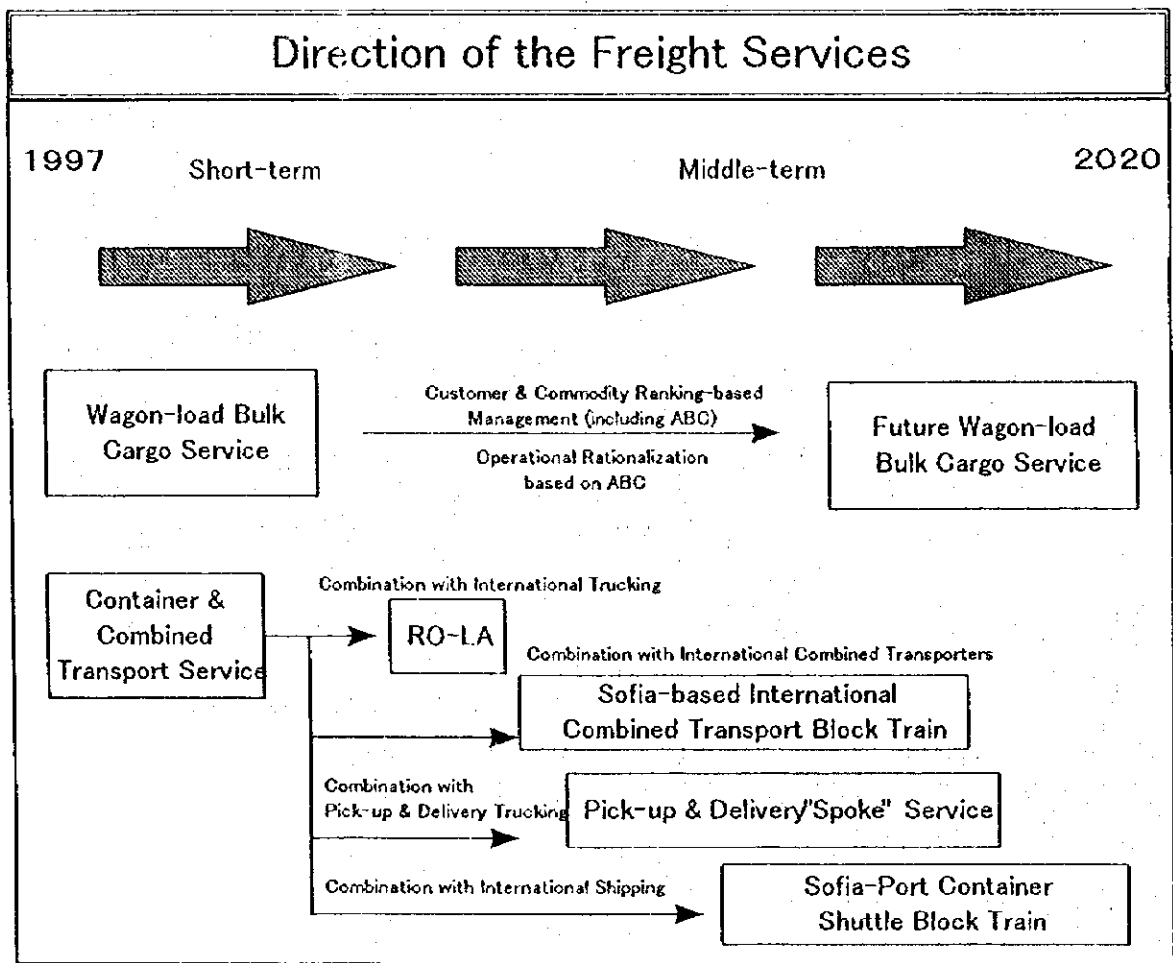 Direction of the Freight Services
1997
Short-term
Middle-term
2020
Wagon-load Bulk
Cargo Service
Customer & Commodity Ranking-based
Management (including ABC)
Operational Rationalization
based on ABC
Future Wagon-load
Bulk Cargo Service
Container &
Combined
Transport Service
Combination with International Trucking
RO-LA
Combination with International Combined Transporters
Sofia-based International
Combined Transport Block Train
Combination with
Pick-up & Delivery Trucking
Pick-up & Delivery"Spoke" Service
Combination with International Shipping
Sofia-Port Container
Shuttle Block Train